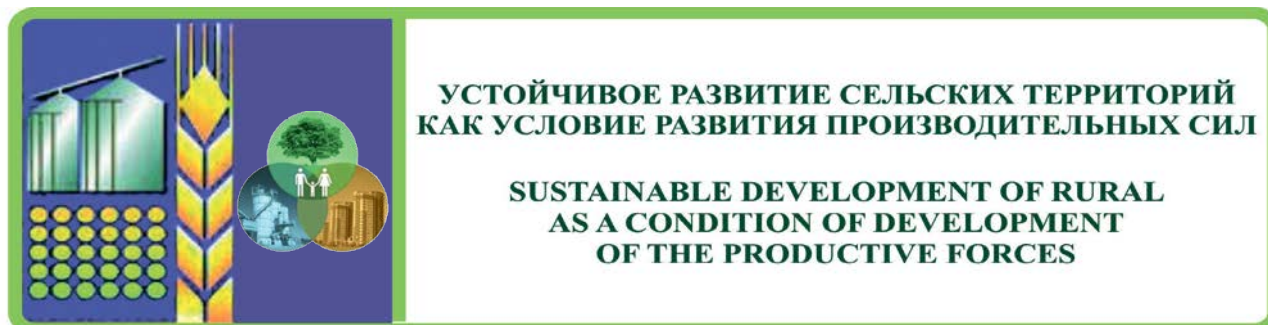 УСТОЙЧИВОЕ РАЗВИТИЕ СЕЛЬСКИХ ТЕРРИТОРИЙ
КАК УСЛОВИЕ РАЗВИТИЯ ПРОИЗВОДИТЕЛЬНЫХ СИЛ
SUSTAINABLE DEVELOPMENT OF RURAL
AS A CONDITION OF DEVELOPMENT
OF THE PRODUCTIVE FORCES